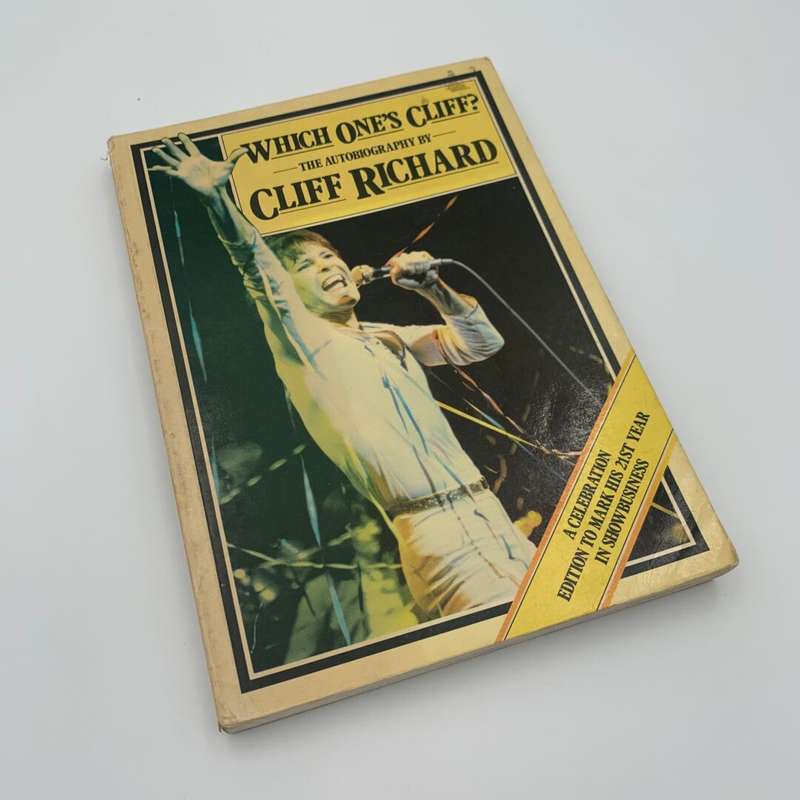 WHICH ONE'S CLIFF?
THE AUTOBIOGRAPHY BY
CLIFF RICHARD
A CELEBRATION
EDITION TO MARK HIS 21ST YEAR
IN SHOWBUSINESS